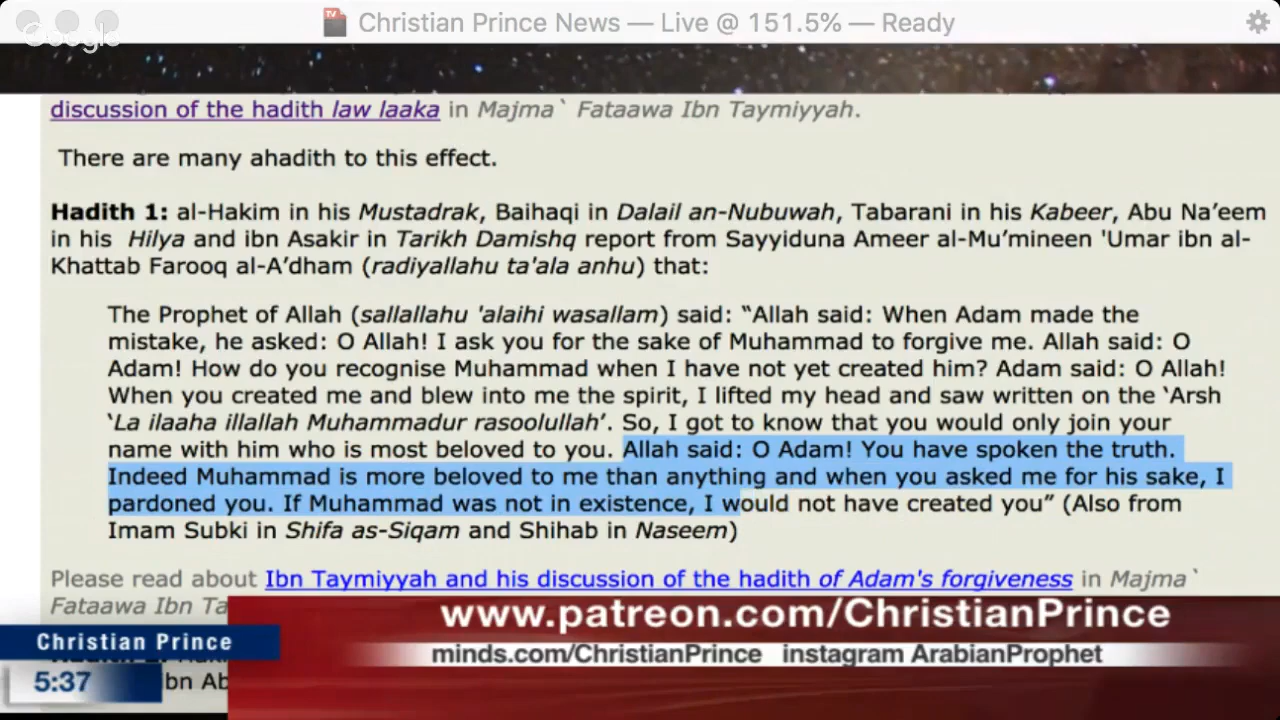 TV
Christian Prince News — Live @ 151.5% — Ready
Google
discussion of the hadith law laaka in Majma` Fataawa Ibn Taymiyyah.
There are many ahadith to this effect.
Hadith 1: al-Hakim in his Mustadrak, Baihaqi in Dalail an-Nubuwah, Tabarani in his Kabeer, Abu Na’eem
in his Hilya and ibn Asakir in Tarikh Damishq report from Sayyiduna Ameer al-Mu’mineen 'Umar ibn al-
Khattab Farooq al-A’dham (radiyallahu ta'ala anhu) that:
The Prophet of Allah (sallallahu 'alaihi wasallam) said: “Allah said: When Adam made the
mistake, he asked: O Allah! I ask you for the sake of Muhammad to forgive me. Allah said: O
Adam! How do you recognise Muhammad when I have not yet created him? Adam said: O Allah!
When you created me and blew into me the spirit, I lifted my head and saw written on the ‘Arsh
‘La ilaaha illallah Muhammadur rasoolullah’. So, I got to know that you would only join your
name with him who is most beloved to you. Allah said: O Adam! You have spoken the truth.
Indeed Muhammad is more beloved to me than anything and when you asked me for his sake, I
pardoned you. If Muhammad was not in existence, I would not have created you” (Also from
Imam Subki in Shifa as-Siqam and Shihab in Naseem)
Please read about Ibn Taymiyyah and his discussion of the hadith of Adam's forgiveness in Majma`
Fataawa Ibn Ta
www.patreon.com/ChristianPrince
Christian Prince
minds.com/ChristianPrince instagram ArabianProphet
5:37
bn Ab